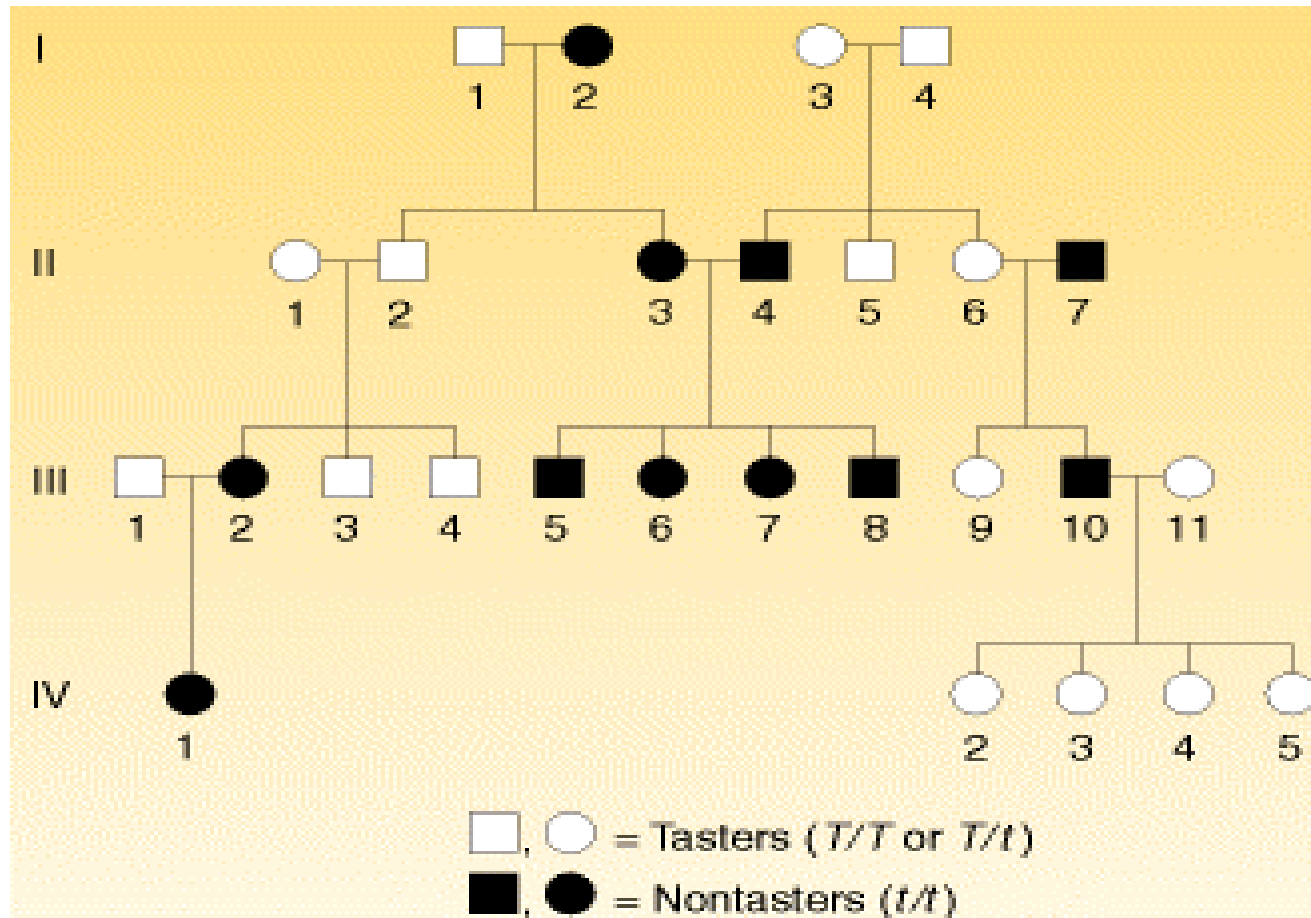 I
1 2 3 4
II
1 2 3 4 5 6 7
III
1 2 3 4 5 6 7 8 9 10 11
IV
1 2 3 4 5
, = Tasters (T/T or T/t)
, = Nontasters (t/t)